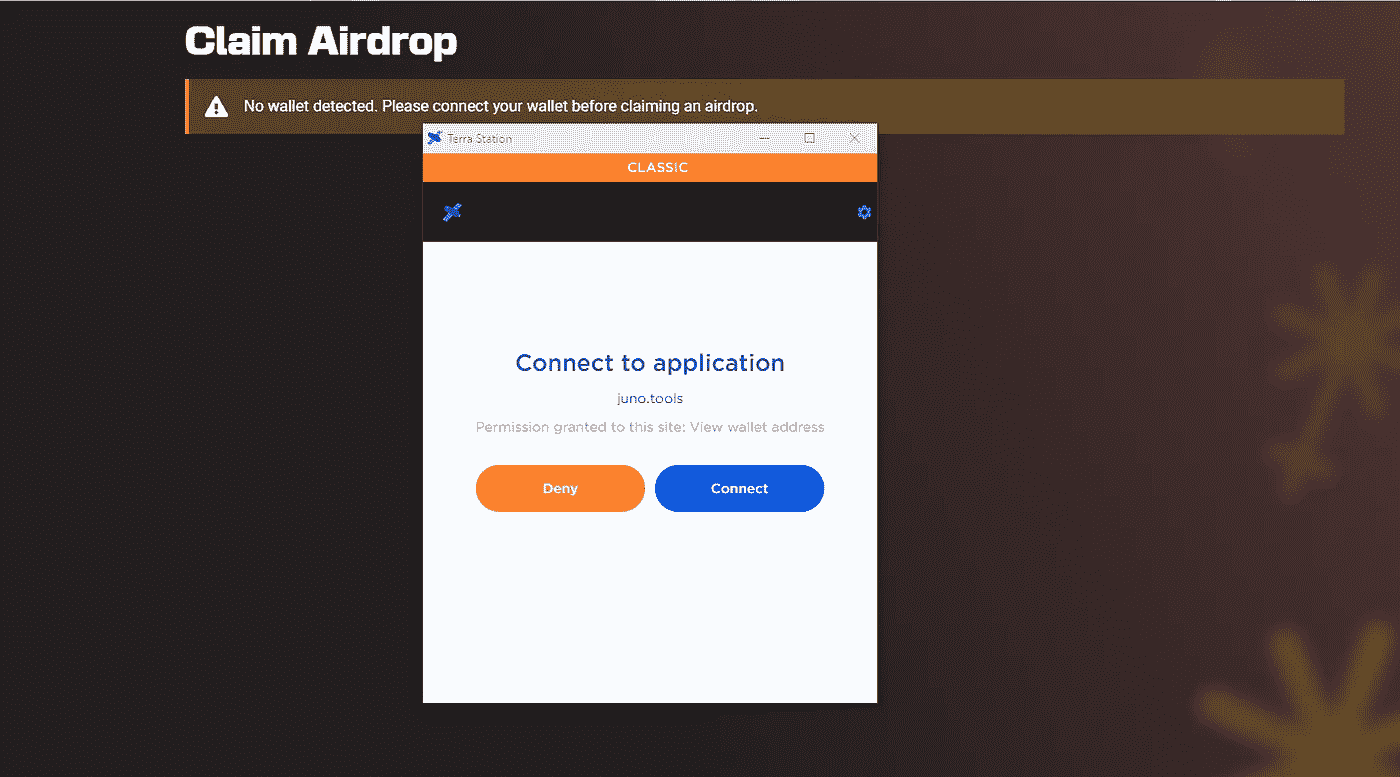 Claim Airdrop
No wallet detected. Please connect your wallet before claiming an airdrop.
Terra Station
CLASSIC
Connect to application
juno.tools
Permission granted to this site: View wallet address
Deny
Connect